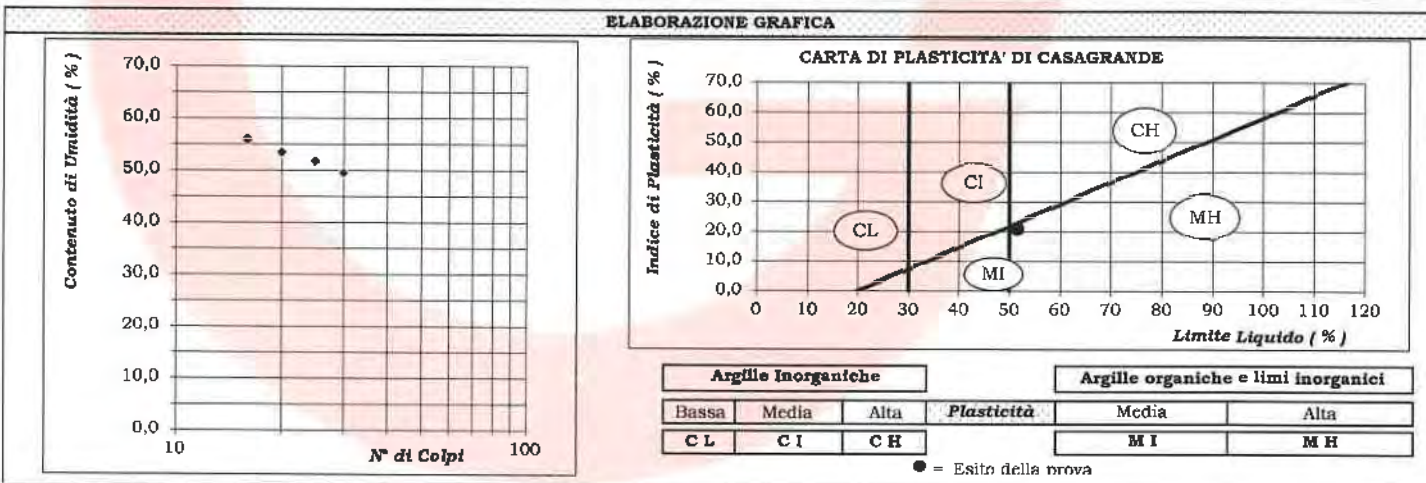 ELABORAZIONE GRAFICA
Contenuto di Umidità ( % )
70,0
60,0
50,0
40,0
30,0
20,0
10,0
0,0
10
N° di Colpi
100
CARTA DI PLASTICITA' DI CASAGRANDE
Indice di Plasticità ( % )
70,0
60,0
50,0
40,0
30,0
20,0
10,0
0,0
CH
CI
MH
CL
MI
0 10 20 30 40 50 60 70 80 90 100 110 120
Limite Liquido ( % )
Argille Inorganiche
Argille organiche e limi inorganici
Bassa Media Alta Plasticità Media Alta
C L C I C H M I M H
● = Esito della prova